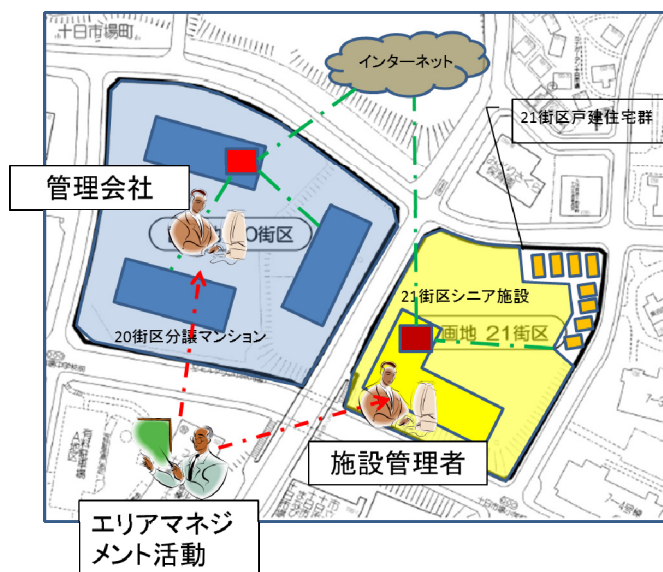 十日市場町
インターネット
21街区戸建住宅群
管理会社
0街区
21街区シニア施設
画地 21街区
20街区分譲マンション
施設管理者
エリアマネジ
メント活動